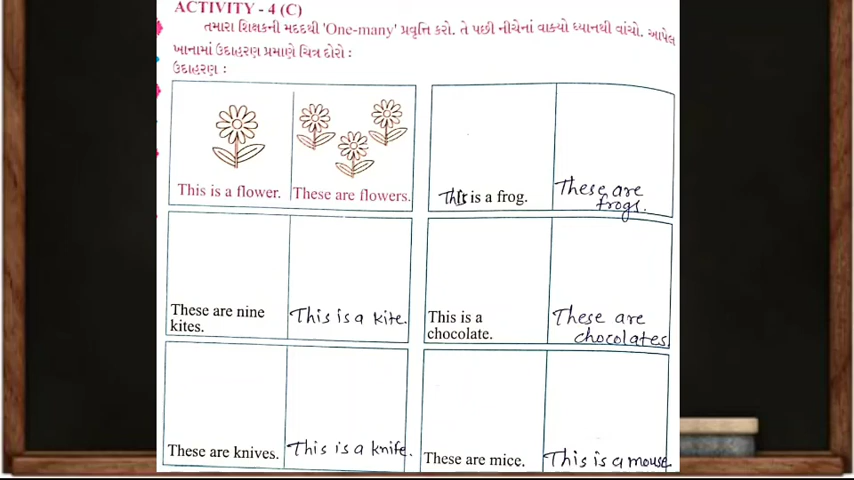 ACTIVITY - 4 (C)
તમારા શિક્ષકની મદદથી 'One-many' પ્રવૃત્તિ કરો. તે પછી નીચેનાં વાક્યો ધ્યાનથી વાંચો. આપેલ
ખાનામાં ઉદાહરણ પ્રમાણે ચિત્ર દોરો :
ઉદાહરણ :
This is a flower. These are flowers.
This is a frog. These are
frogs.
These are nine
kites.
This is a kite.
This is a
chocolate.
These are
chocolates
These are knives. This is a knife.
These are mice. This is a mouse.